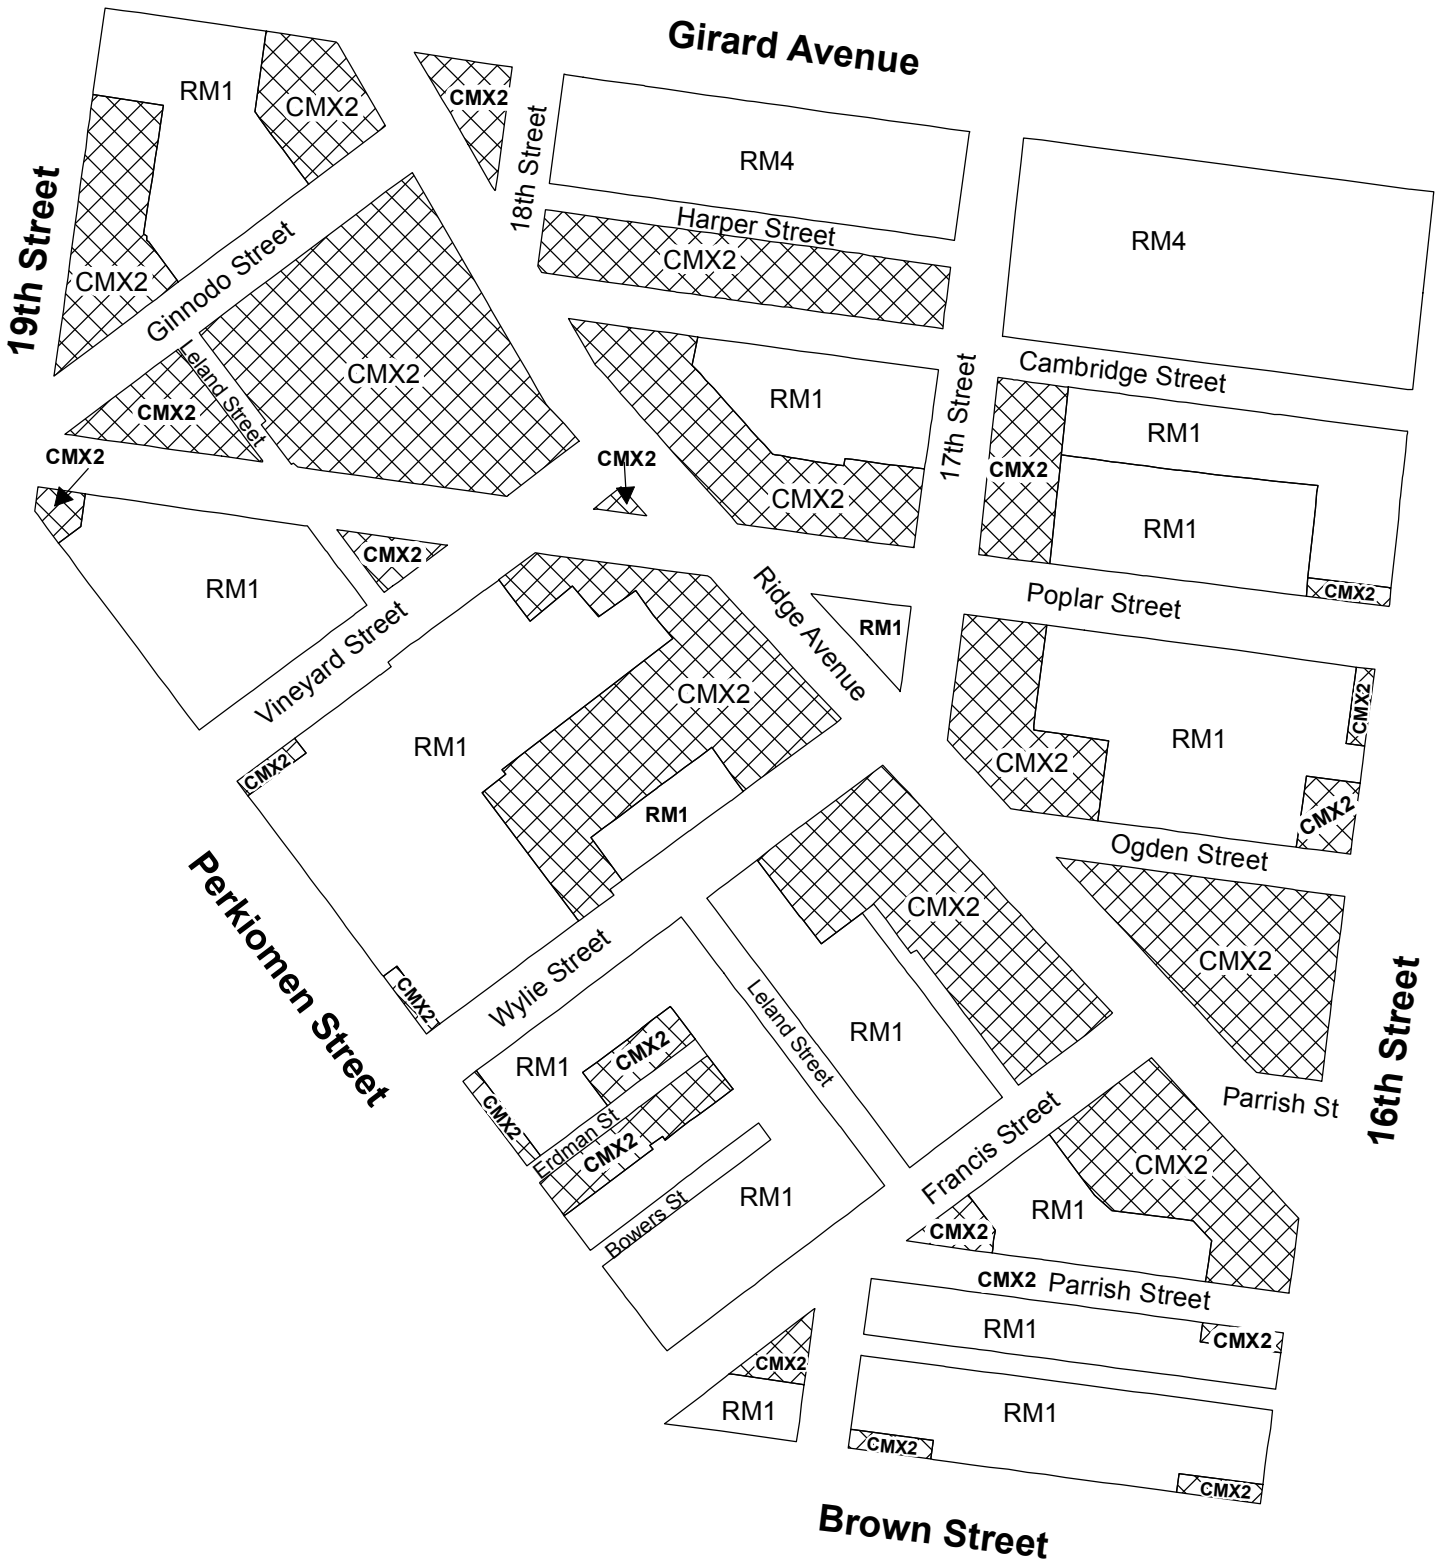 Girard Avenue
RM1
CMX2
CMX2
18th Street
RM4
Harper Street
CMX2
RM4
19th Street
CMX2
Ginnodo Street
Leland Street
CMX2
CMX2
CMX2
CMX2
RM1
17th Street
Cambridge Street
RM1
CMX2
CMX2
RM1
CMX2
RM1
CMX2
Vineyard Street
Ridge Avenue
RM1
Poplar Street
CMX2
RM1
CMX2
CMX2
RM1
CMX2
RM1
CMX2
CMX2
Ogden Street
Perkiomen Street
CMX2
Wylie Street
CMX2
CMX2
16th Street
Leland Street
RM1
RM1
CMX2
CMX2
Erdman St
CMX2
Bowers St
RM1
Francis Street
Parrish St
CMX2
RM1
CMX2
CMX2
Parrish Street
RM1
CMX2
CMX2
RM1
RM1
CMX2
CMX2
Brown Street